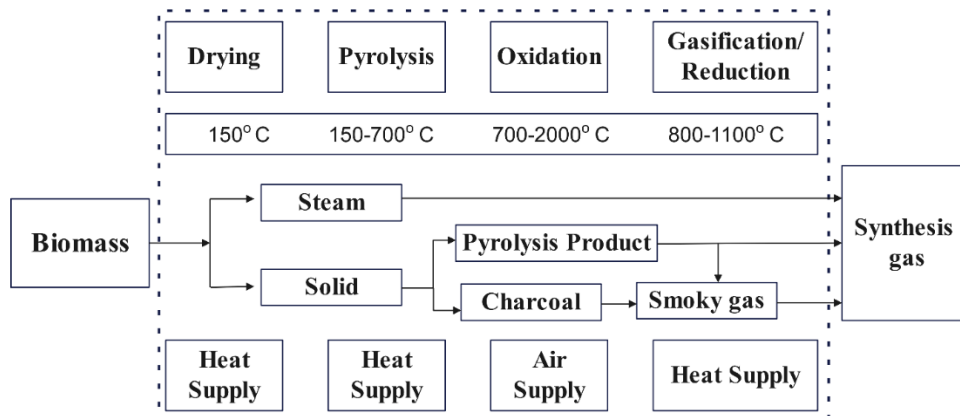 Drying
Pyrolysis
Oxidation
Gasification/
Reduction
150° C
150-700° C
700-2000° C
800-1100° C
Biomass
Steam
Solid
Pyrolysis Product
Charcoal
Smoky gas
Synthesis
gas
Heat
Supply
Heat
Supply
Air
Supply
Heat Supply